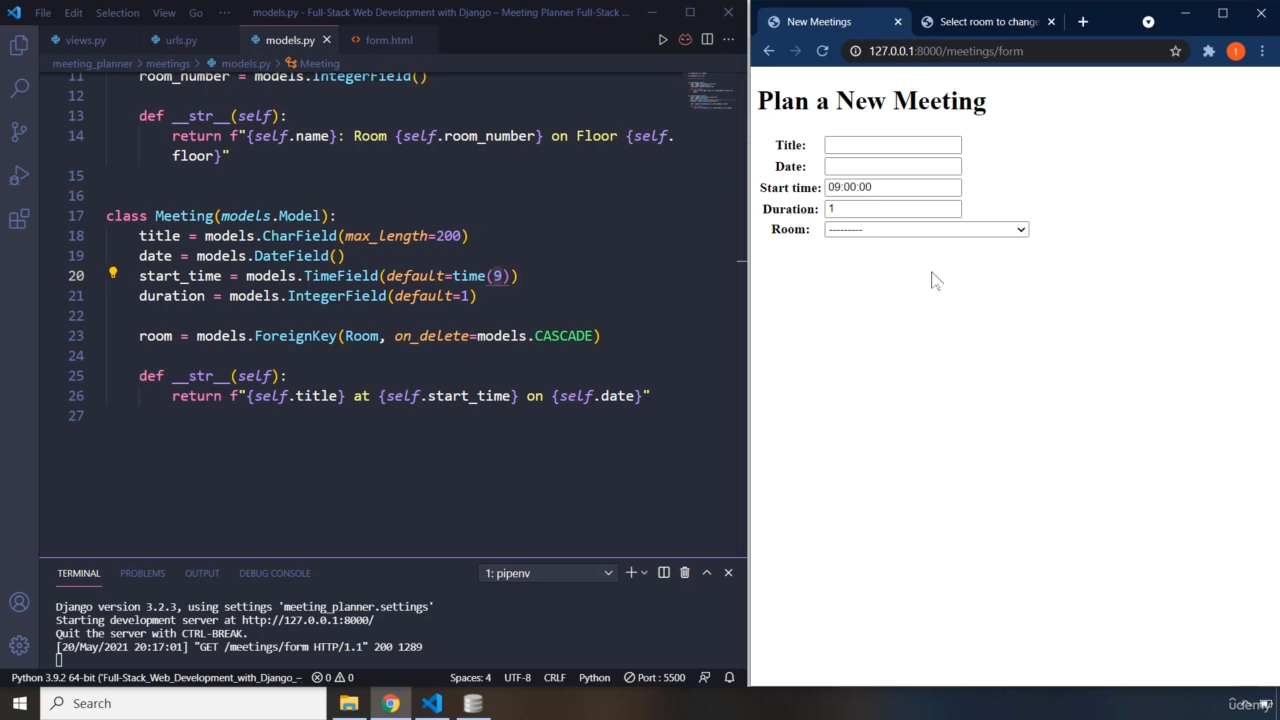 File Edit Selection View Go ··· models.py - Full-Stack Web Development with Django – Meeting Planner Full-Stack ...
views.py urls.py models.py form.html
meeting_planner > meetings > models.py > Meeting
11 room_number = models.IntegerField()
12
13 def __str__(self):
14 return f"{self.name}: Room {self.room_number} on Floor {self.
floor}"
15
16
17 class Meeting(models.Model):
18 title = models.CharField(max_length=200)
19 date = models.DateField()
20 start_time = models.TimeField(default=time(9))
21 duration = models.IntegerField(default=1)
22
23 room = models.ForeignKey(Room, on_delete=models.CASCADE)
24
25 def __str__(self):
26 return f"{self.title} at {self.start_time} on {self.date}"
27
TERMINAL PROBLEMS OUTPUT DEBUG CONSOLE 1: pipenv
Django version 3.2.3, using settings 'meeting_planner.settings'
Starting development server at http://127.0.0.1:8000/
Quit the server with CTRL-BREAK.
[20/May/2021 20:17:01] "GET /meetings/form HTTP/1.1" 200 1289
Python 3.9.2 64-bit ('Full-Stack_Web_Development_with_Django_– 0 0 Spaces: 4 UTF-8 CRLF Python Port : 5500
New Meetings Select room to change
127.0.0.1:8000/meetings/form I
Plan a New Meeting
Title:
Date:
Start time: 09:00:00
Duration: 1
Room: ---------
Search
udemy